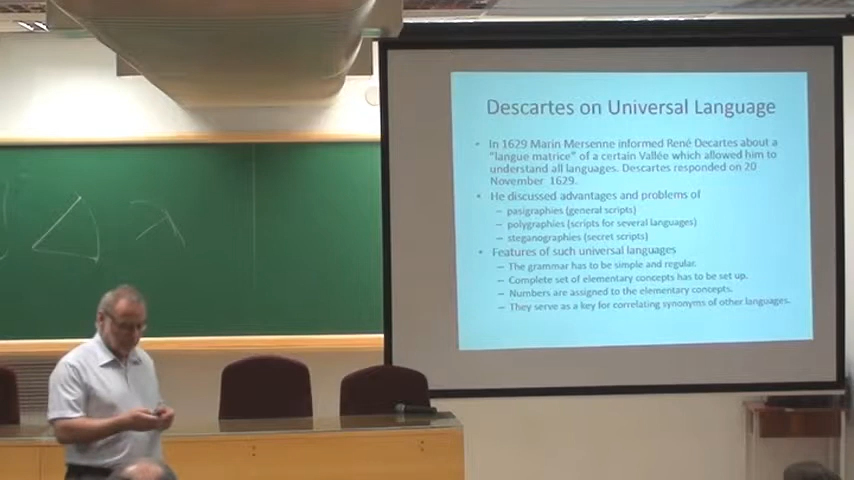 Descartes on Universal Language
• In 1629 Marin Mersenne informed René Decartes about a
"langue matrice" of a certain Vallée which allowed him to
understand all languages. Descartes responded on 20
November 1629.
• He discussed advantages and problems of
– pasigraphies (general scripts)
– polygraphies (scripts for several languages)
– steganographies (secret scripts)
• Features of such universal languages
– The grammar has to be simple and regular.
– Complete set of elementary concepts has to be set up.
– Numbers are assigned to the elementary concepts.
– They serve as a key for correlating synonyms of other languages.